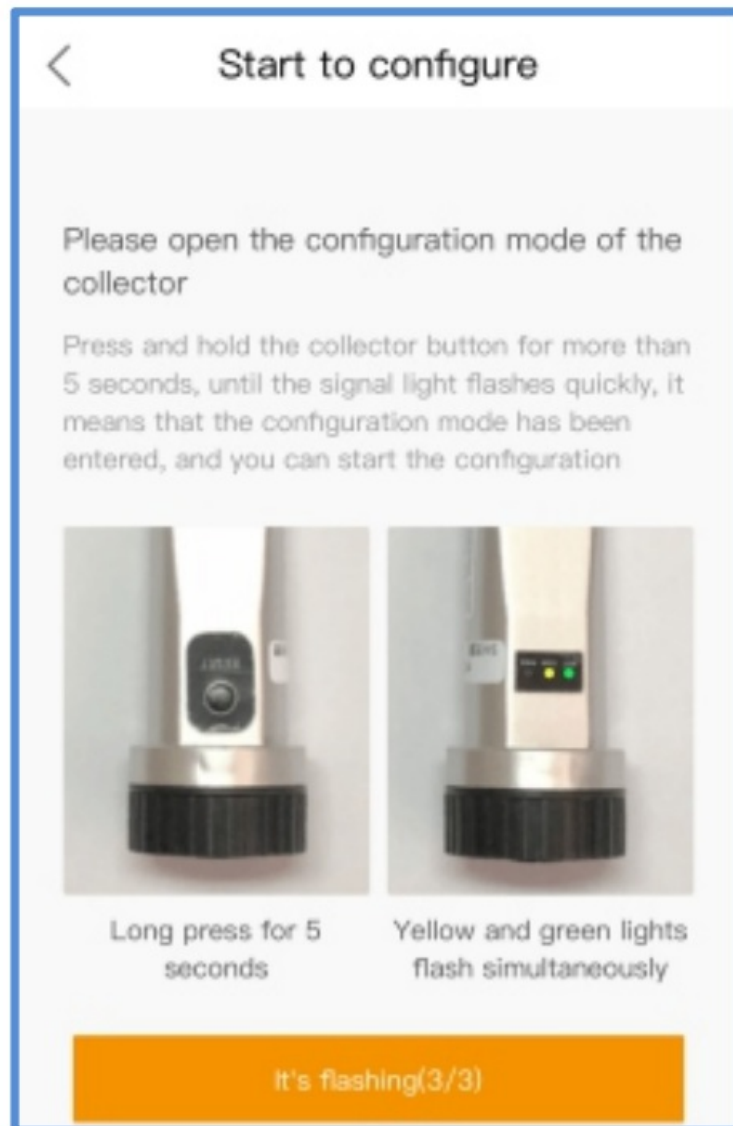 Start to configure
Please open the configuration mode of the
collector
Press and hold the collector button for more than
5 seconds, until the signal light flashes quickly, it
means that the configuration mode has been
entered, and you can start the configuration
RESET
Long press for 5
seconds
Yellow and green lights
flash simultaneously
It's flashing(3/3)